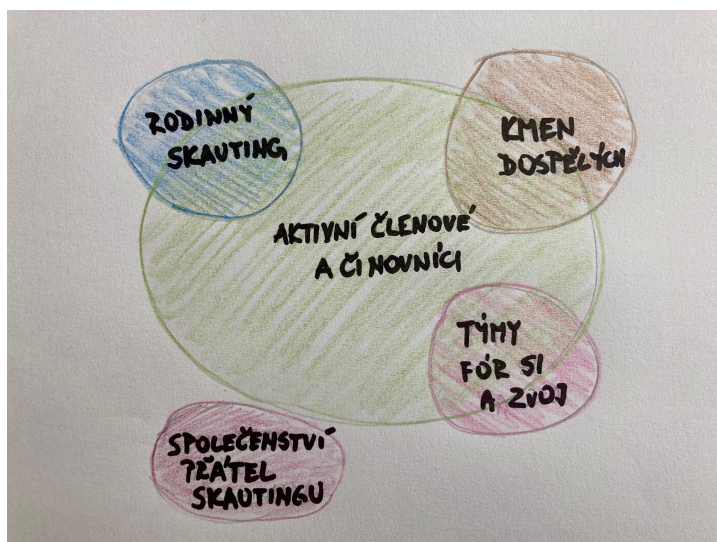 RODINNÝ
SKAUTING
KMEN
DOSPĚLÝCH
AKTIVNÍ ČLENOVÉ
A ČINOVNÍCI
TÝMY
FÓR SI
A ZVOJ
SPOLEČENSTVÍ
PŘÁTEL
SKAUTINGU